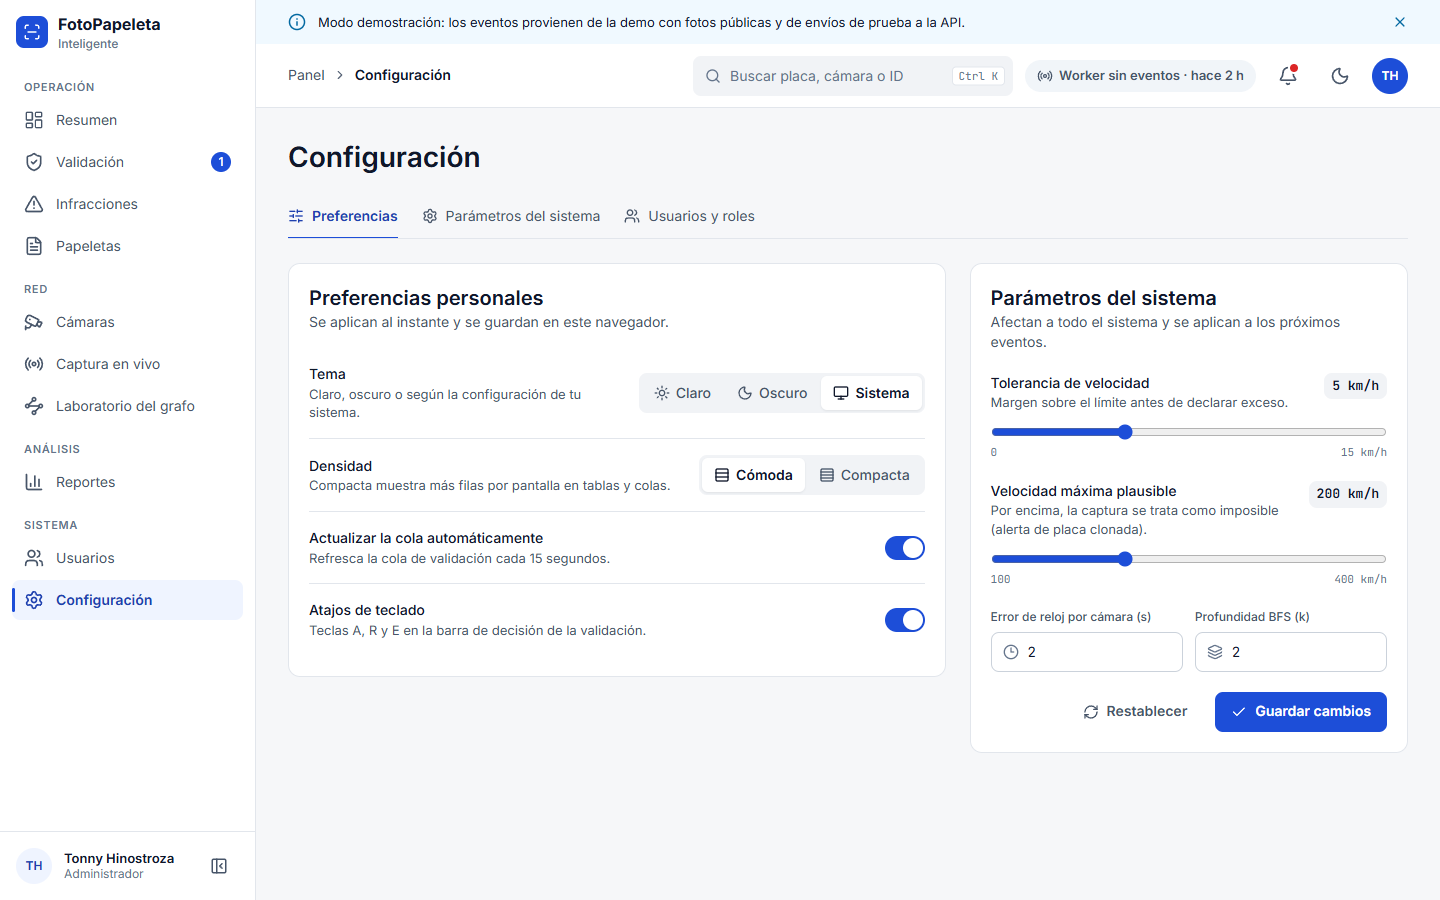 FotoPapeleta
Inteligente
OPERACIÓN
Resumen
Validación
1
Infracciones
Papeletas
RED
Cámaras
Captura en vivo
Laboratorio del grafo
ANÁLISIS
Reportes
SISTEMA
Usuarios
Configuración
TH
Tonny Hinostroza
Administrador
Modo demostración: los eventos provienen de la demo con fotos públicas y de envíos de prueba a la API.
Panel > Configuración
Buscar placa, cámara o ID
Ctrl K
Worker sin eventos · hace 2 h
TH
Configuración
Preferencias
Parámetros del sistema
Usuarios y roles
Preferencias personales
Se aplican al instante y se guardan en este navegador.
Tema
Claro, oscuro o según la configuración de tu
sistema.
Claro
Oscuro
Sistema
Densidad
Compacta muestra más filas por pantalla en tablas y colas.
Cómoda
Compacta
Actualizar la cola automáticamente
Refresca la cola de validación cada 15 segundos.
Atajos de teclado
Teclas A, R y E en la barra de decisión de la validación.
Parámetros del sistema
Afectan a todo el sistema y se aplican a los próximos
eventos.
Tolerancia de velocidad
5 km/h
Margen sobre el límite antes de declarar exceso.
0
15 km/h
Velocidad máxima plausible
200 km/h
Por encima, la captura se trata como imposible
(alerta de placa clonada).
100
400 km/h
Error de reloj por cámara (s)
Profundidad BFS (k)
2
2
Restablecer
Guardar cambios